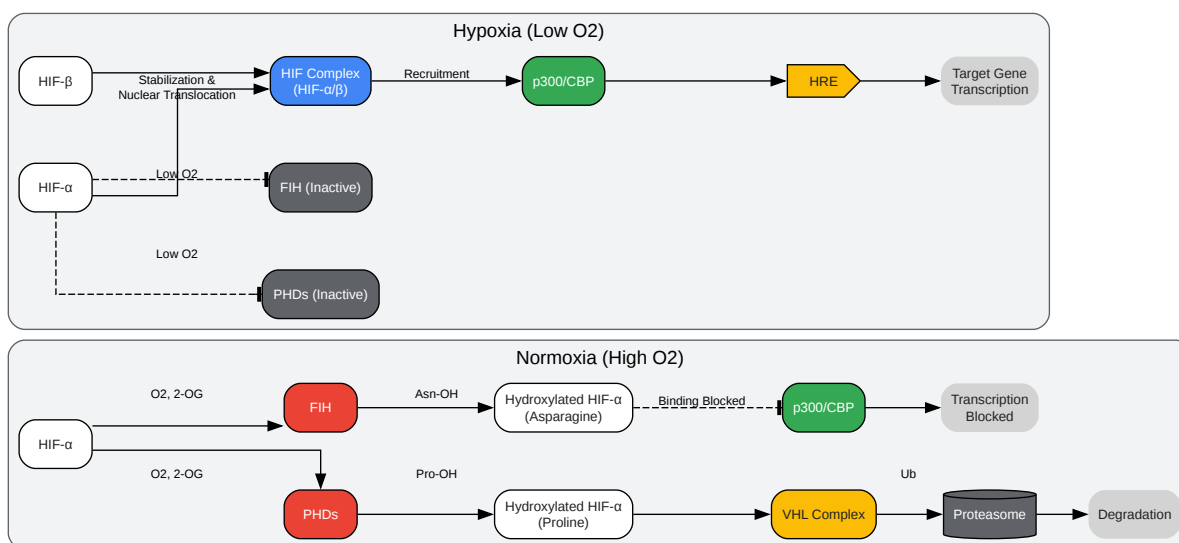 Hypoxia (Low O2)
HIF-β
Stabilization &
Nuclear Translocation
HIF Complex
(HIF-α/β)
Recruitment
p300/CBP
HRE
Target Gene
Transcription
HIF-α
Low O2
FIH (Inactive)
Low O2
PHDs (Inactive)
Normoxia (High O2)
HIF-α
O2, 2-OG
FIH
Asn-OH
Hydroxylated HIF-α
(Asparagine)
Binding Blocked
p300/CBP
Transcription
Blocked
O2, 2-OG
PHDs
Pro-OH
Hydroxylated HIF-α
(Proline)
VHL Complex
Ub
Proteasome
Degradation